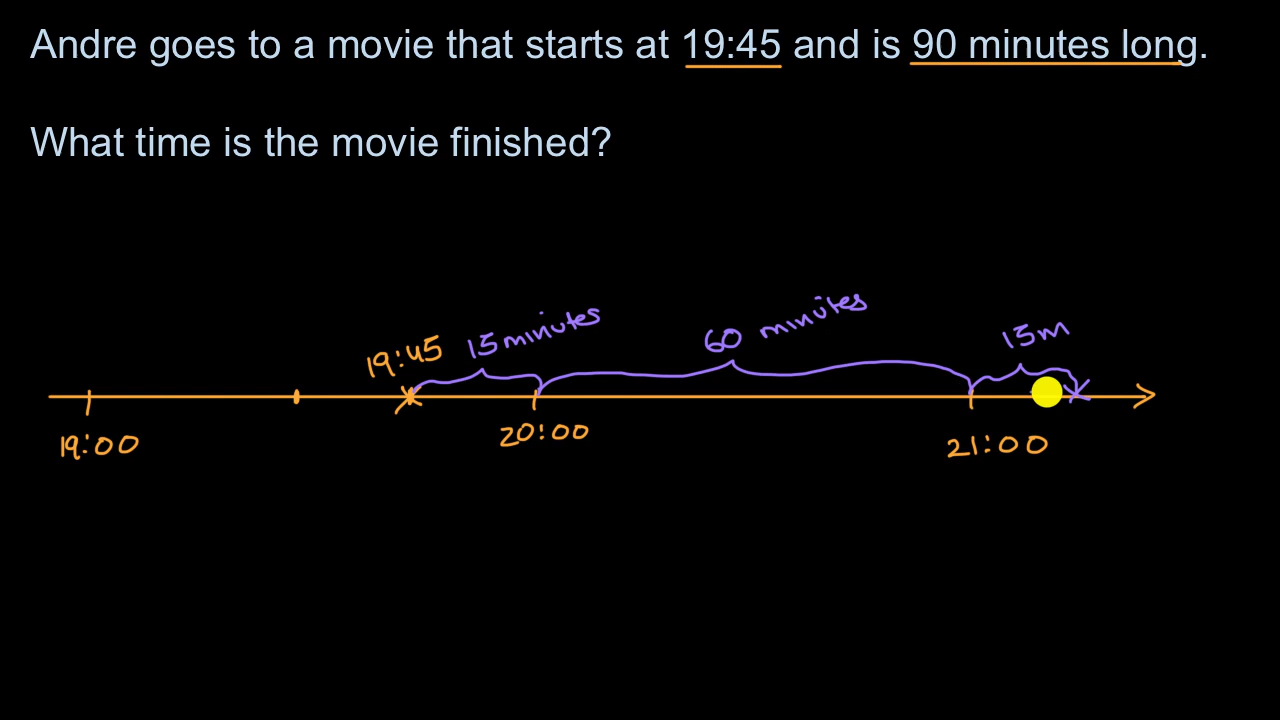 Andre goes to a movie that starts at 19:45 and is 90 minutes long.
What time is the movie finished?
19:45 15 minutes 60 minutes 15m
19:00 20:00 21:00